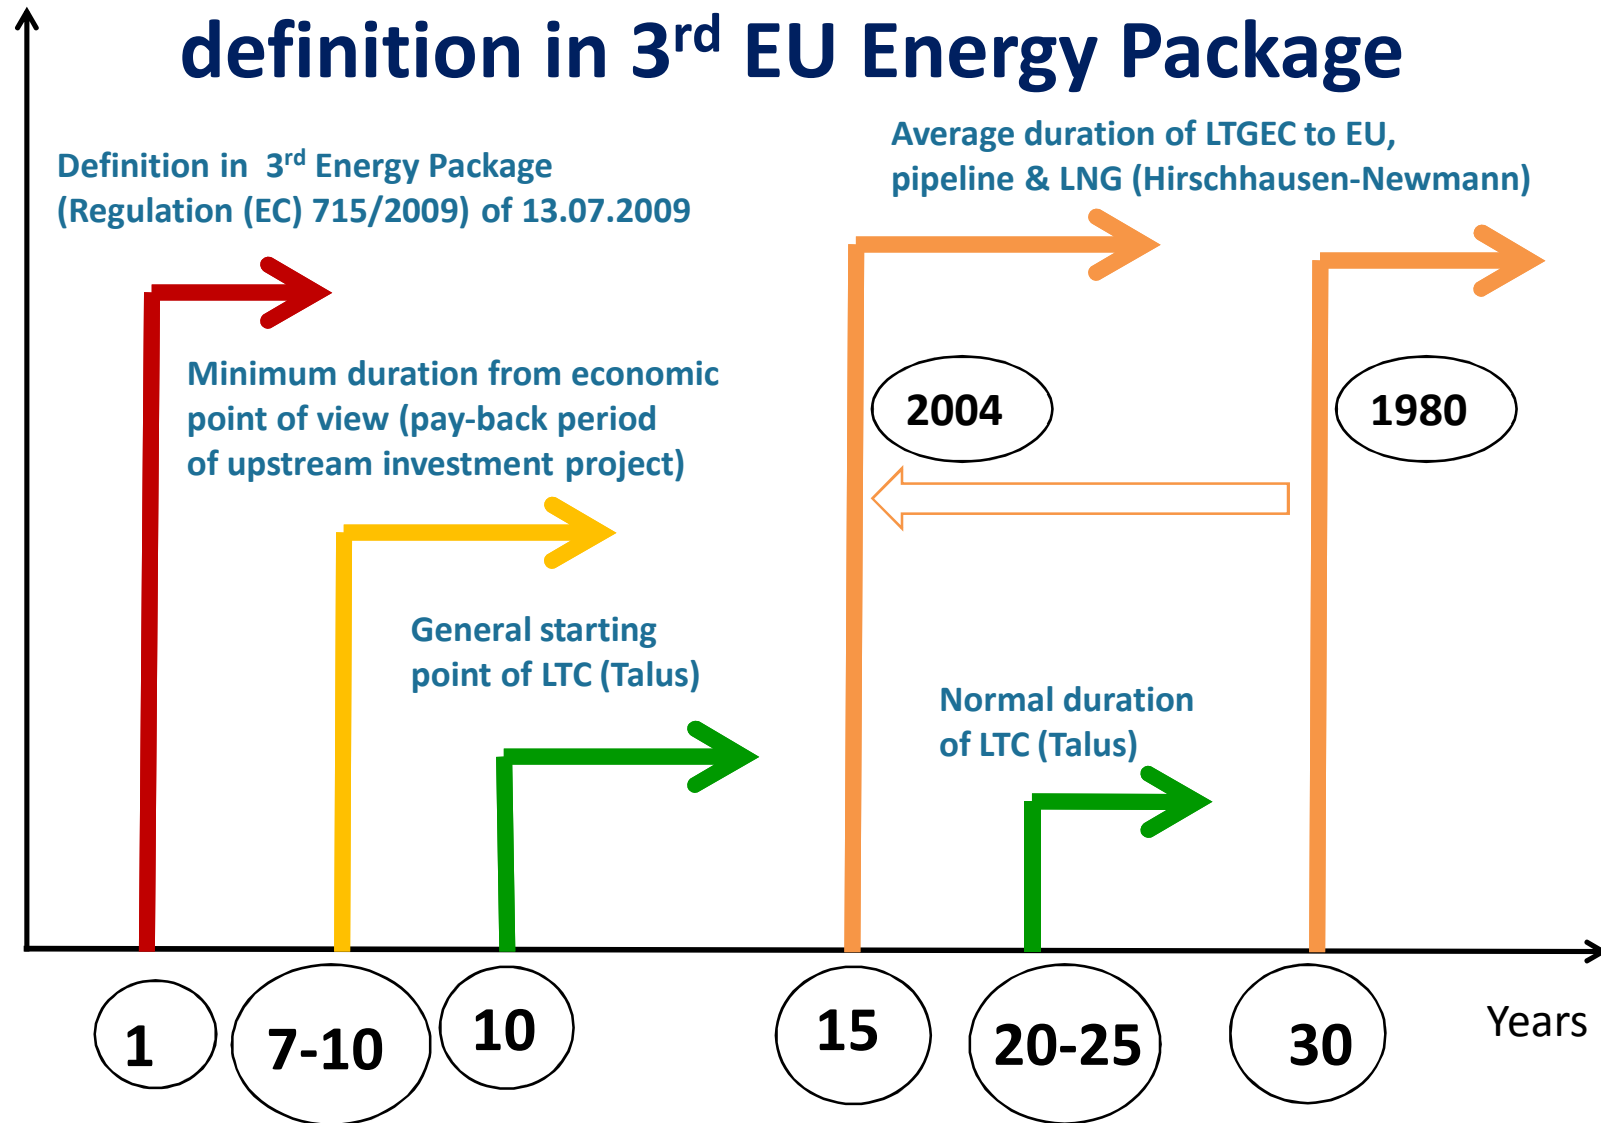 definition in 3rd EU Energy Package
Definition in 3rd Energy Package
(Regulation (EC) 715/2009) of 13.07.2009
Average duration of LTGEC to EU,
pipeline & LNG (Hirschhausen-Newmann)
Minimum duration from economic
point of view (pay-back period
of upstream investment project)
2004
1980
General starting
point of LTC (Talus)
Normal duration
of LTC (Talus)
1
7-10
10
15
20-25
30
Years